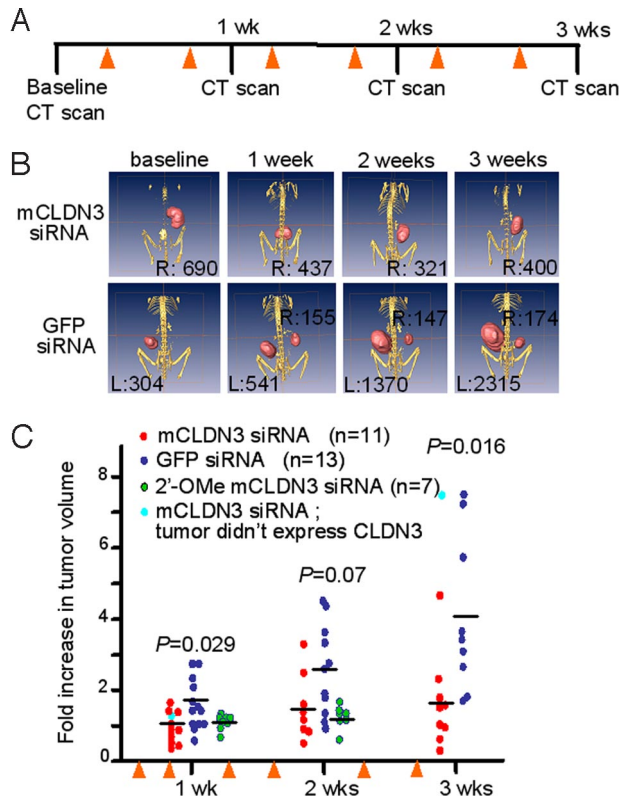 A
1 wk 2 wks 3 wks
Baseline CT scan CT scan CT scan
CT scan
B
baseline 1 week 2 weeks 3 weeks
mCLDN3
siRNA
R: 690 R: 437 R: 321 R:400
GFP
siRNA
R:155 R:147 R:174
L:304 L:541 L:1370 L:2315
C
mCLDN3 siRNA (n=11)
GFP siRNA (n=13)
2'-OMe mCLDN3 siRNA (n=7)
mCLDN3 siRNA ;
tumor didn't express CLDN3
P=0.016
P=0.07
P=0.029
Fold increase in tumor volume
8
6
4
2
0
1 wk 2 wks 3 wks